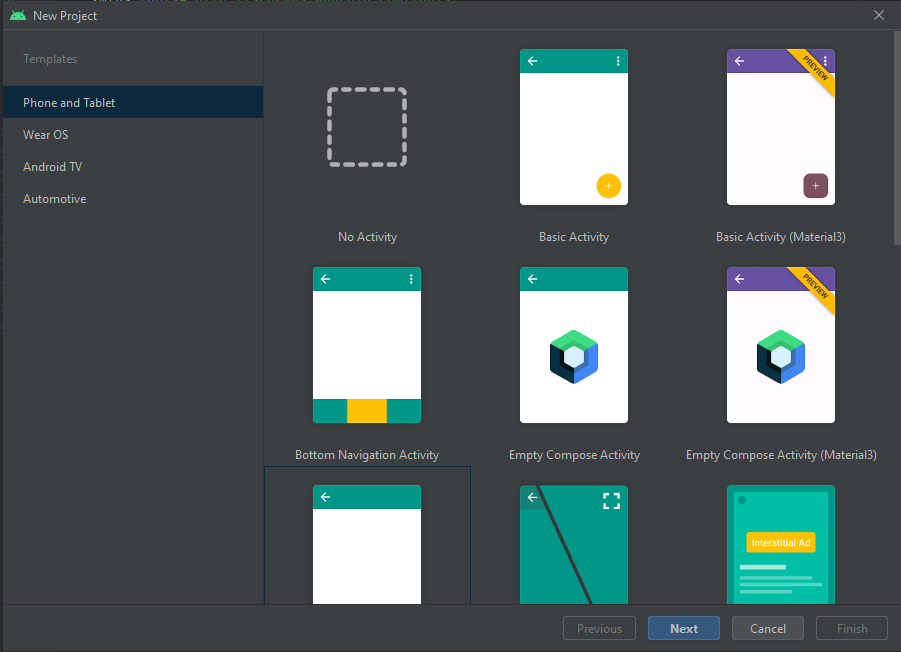 New Project
Templates
Phone and Tablet
Wear OS
Android TV
Automotive
PREVIEW
No Activity
Basic Activity
Basic Activity (Material3)
PREVIEW
Bottom Navigation Activity
Empty Compose Activity
Empty Compose Activity (Material3)
Interstitial Ad
Previous
Next
Cancel
Finish